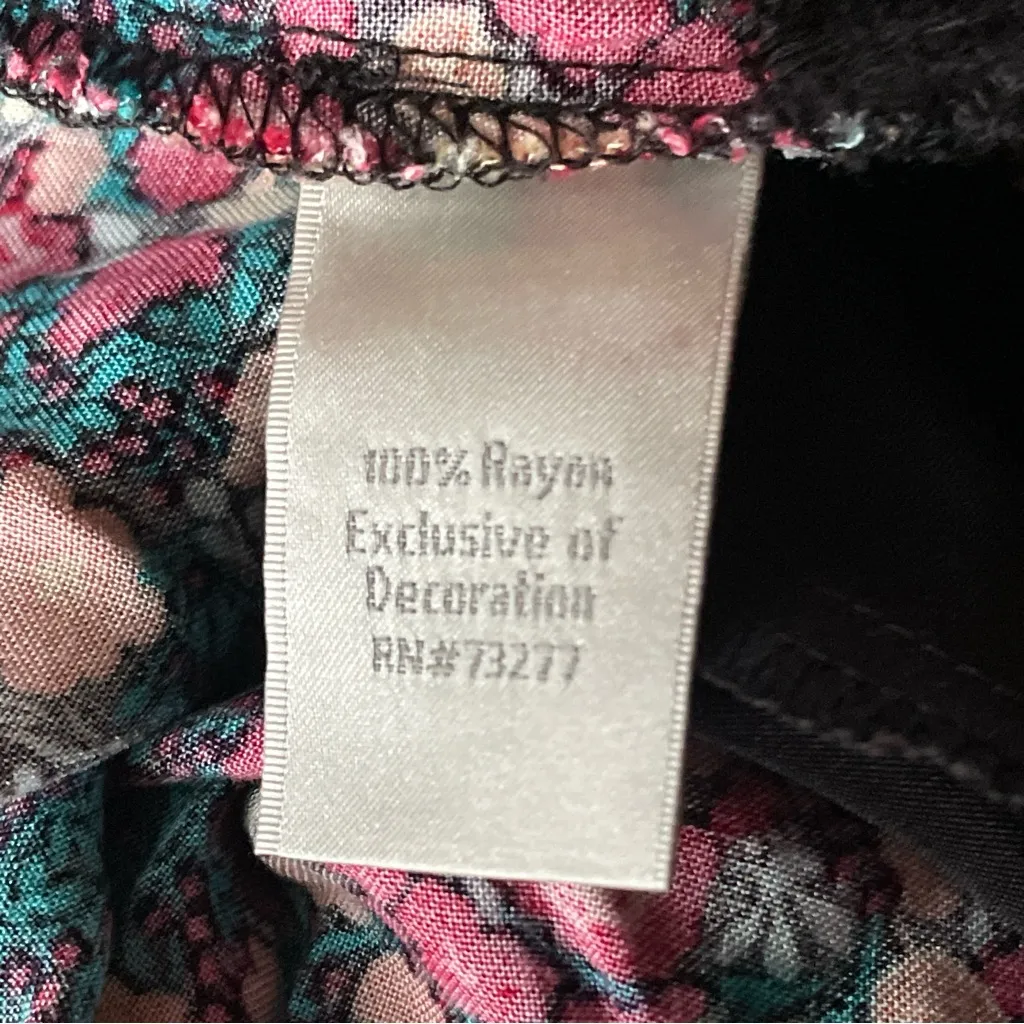 100% Rayon
Exclusive of
Decoration
RN#73277